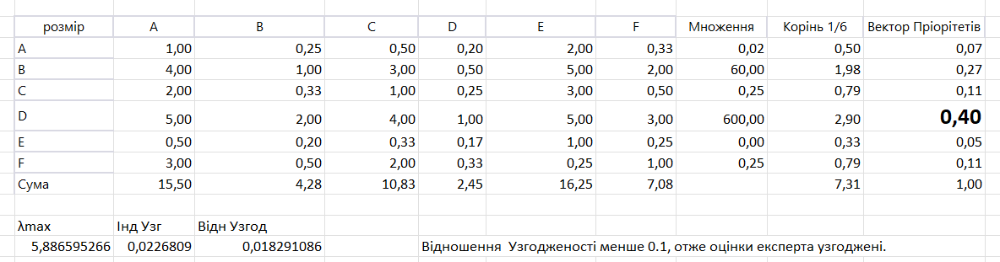 розмір A B C D E F Множення Корінь 1/6 Вектор Пріорітетів
A 1,00 0,25 0,50 0,20 2,00 0,33 0,02 0,50 0,07
B 4,00 1,00 3,00 0,50 5,00 2,00 60,00 1,98 0,27
C 2,00 0,33 1,00 0,25 3,00 0,50 0,25 0,79 0,11
D 5,00 2,00 4,00 1,00 5,00 3,00 600,00 2,90 0,40
E 0,50 0,20 0,33 0,17 1,00 0,25 0,00 0,33 0,05
F 3,00 0,50 2,00 0,33 0,25 1,00 0,25 0,79 0,11
Сума 15,50 4,28 10,83 2,45 16,25 7,08 7,31 1,00
λmax Інд Узг Відн Узгод
5,886595266 0,0226809 0,018291086 Відношення  Узгодженості менше 0.1, отже оцінки експерта узгоджені.